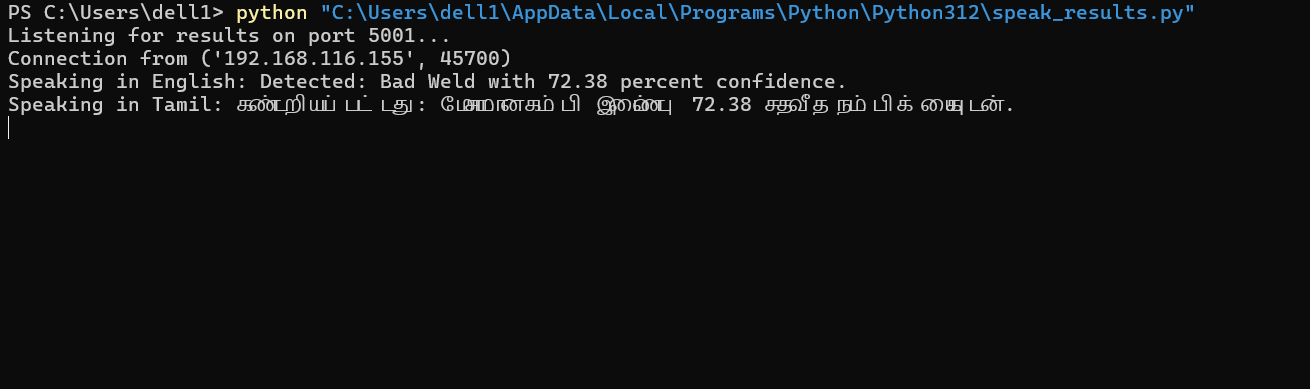 PS C:\Users\dell1> python "C:\Users\dell1\AppData\Local\Programs\Python\Python312\speak_results.py"
Listening for results on port 5001...
Connection from ('192.168.116.155', 45700)
Speaking in English: Detected: Bad Weld with 72.38 percent confidence.
Speaking in Tamil: கண்டறியப்பட்டது: மோசமான கம்பி இணைப்பு 72.38 சதவீத நம்பிக்கையுடன்.